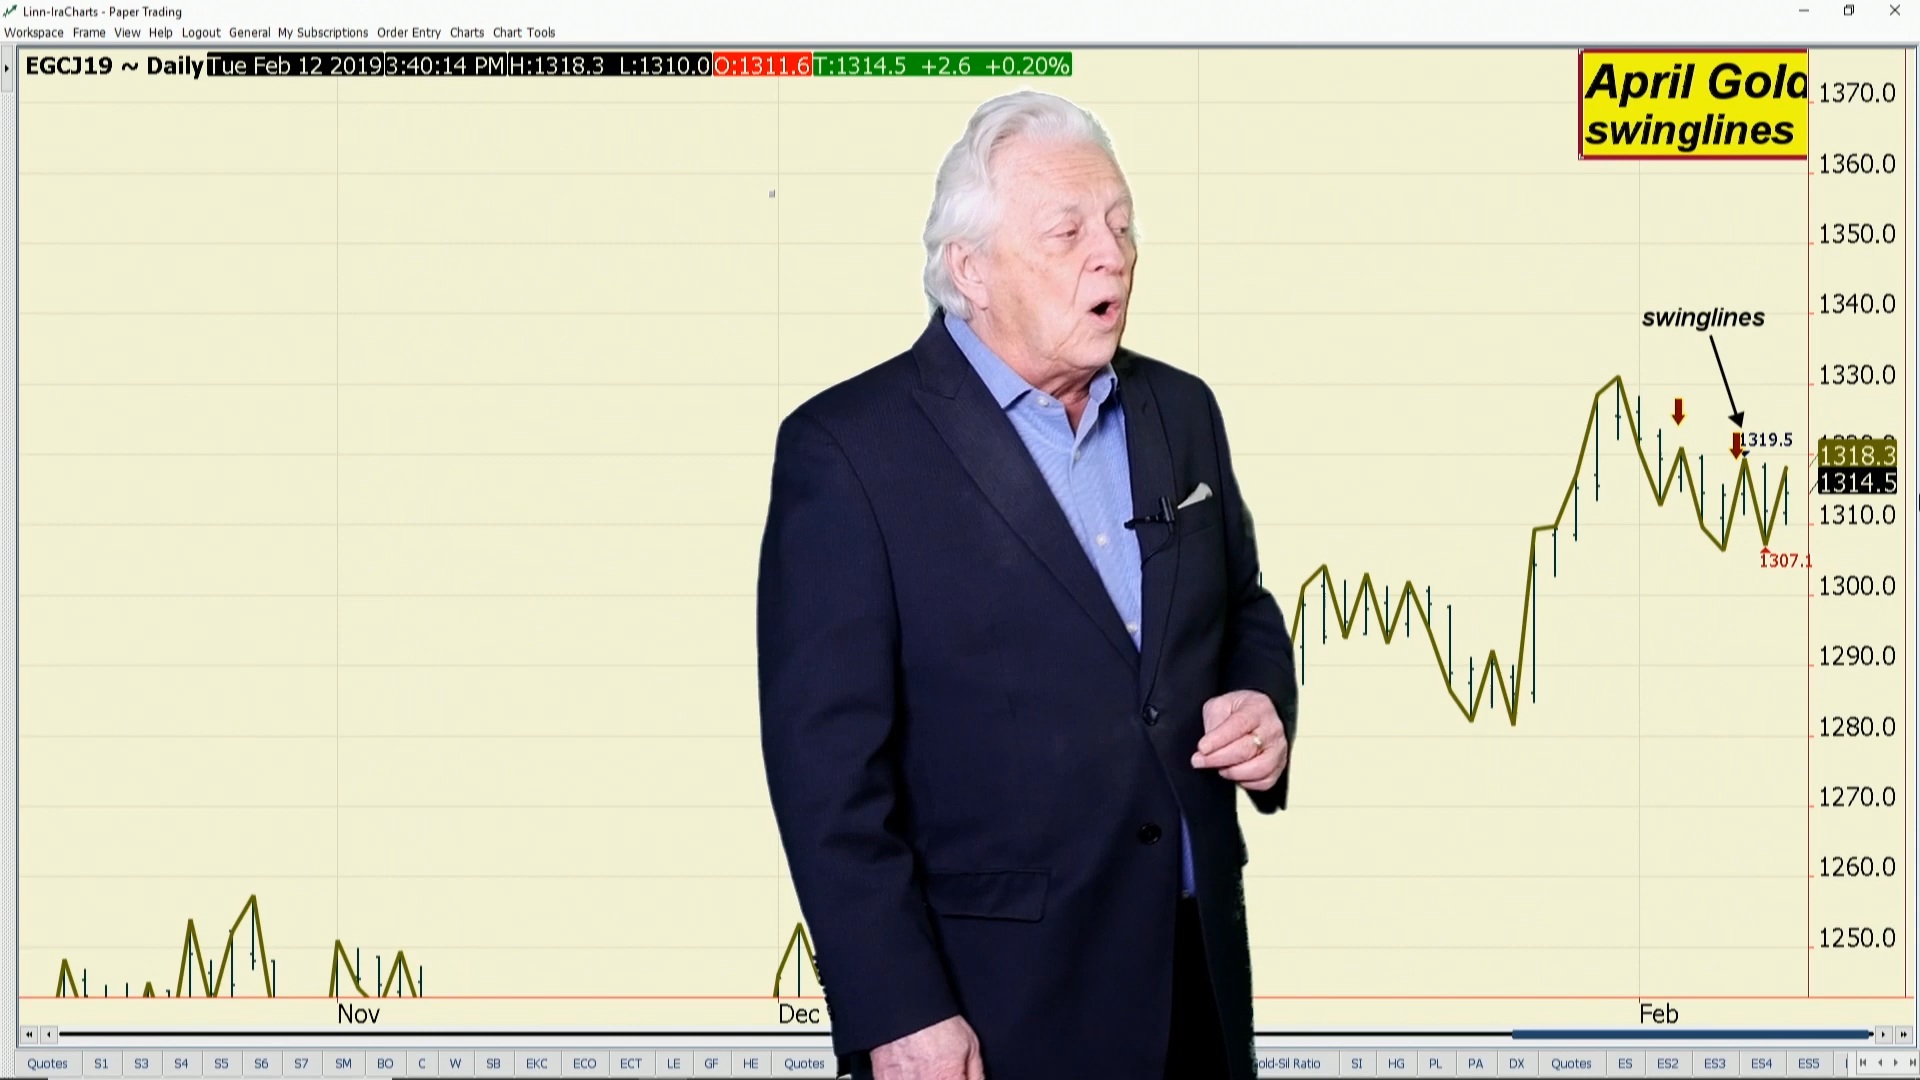 Linn-IraCharts - Paper Trading
Workspace Frame View Help Logout General My Subscriptions Order Entry Charts Chart Tools
EGCJ19 ~ Daily Tue Feb 12 2019 3:40:14 PM H:1318.3 L:1310.0 O:1311.6 T:1314.5 +2.6 +0.20%
April Gold
swinglines
1370.0
1360.0
1350.0
1340.0
swinglines
1330.0
1319.5
1318.3
1314.5
1310.0
1307.1
1300.0
1290.0
1280.0
1270.0
1260.0
1250.0
Nov Dec Feb
Quotes S1 S3 S4 S5 S6 S7 SM BO C W SB EKC ECO ECT LE GF HE Quotes old-Sil Ratio SI HG PL PA DX Quotes ES ES2 ES3 ES4 ES5